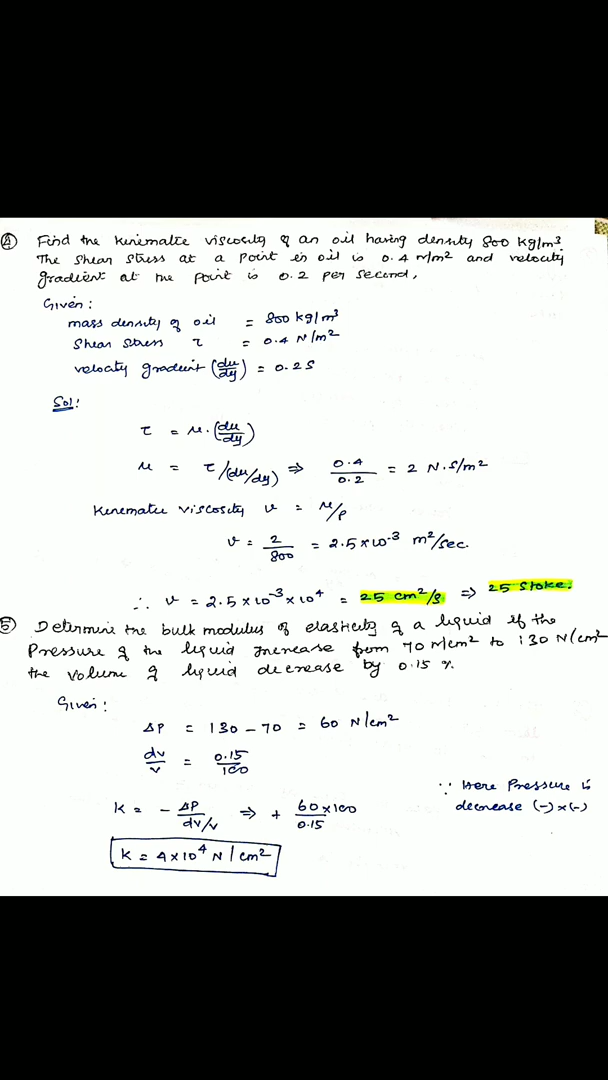 ④ Find the kinematic viscosity of an oil having density 800 kg/m³.
The shear stress at a point in oil is 0.4 N/m² and velocity
gradient at the point is 0.2 per second.
Given:
mass density of oil = 800 kg/m³
Shear stress τ = 0.4 N/m²
velocity gradient (du/dy) = 0.2 S
Sol:
τ = μ.(du/dy)
μ = τ/(du/dy) ⇒ 0.4/0.2 = 2 N.S/m²
Kinematic viscosity ν = μ/ρ
ν = 2/800 = 2.5×10⁻³ m²/sec.
∴ ν = 2.5×10⁻³×10⁴ = 25 cm²/s ⇒ 25 Stoke.
⑤ Determine the bulk modulus of elasticity of a liquid if the
Pressure of the liquid increase from 70 N/cm² to 130 N/cm²
the volume of liquid decrease by 0.15 %.
Given:
ΔP = 130 – 70 = 60 N/cm²
dv/v = 0.15/100
K = - ΔP/dv/v ⇒ + 60×100/0.15
∵ Here Pressure is
decrease (-)×(-)
K = 4×10⁴ N/cm²